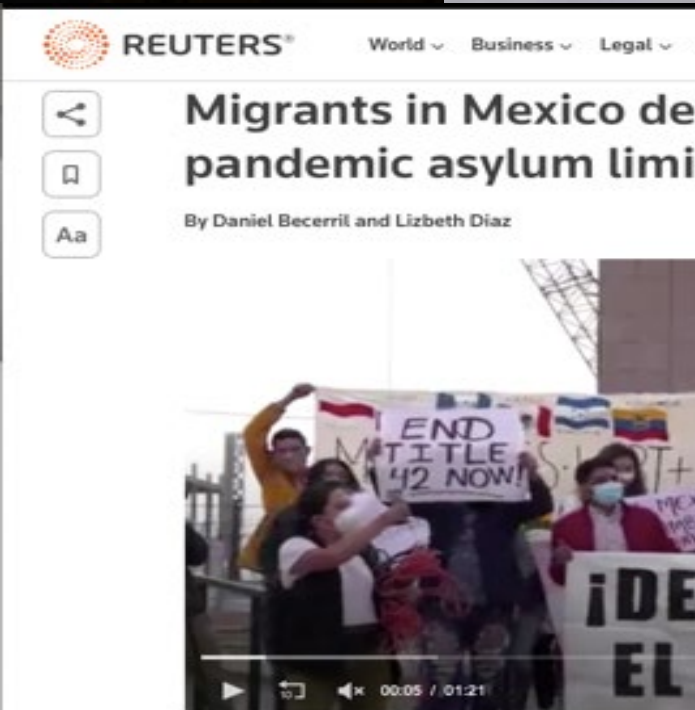 REUTERS®
World Business Legal
Migrants in Mexico de
pandemic asylum limi
By Daniel Becerril and Lizbeth Diaz
Aa
END
TITLE
42 NOW!
¡DE
EL
10
00:05 / 01:21